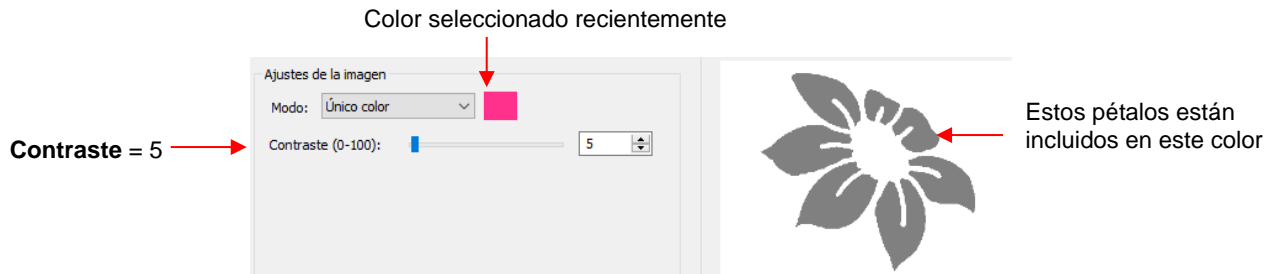 Color seleccionado recientemente
Ajustes de la imagen
Modo: Único color
Contraste (0-100): 5
Contraste = 5
Estos pétalos están
incluidos en este color